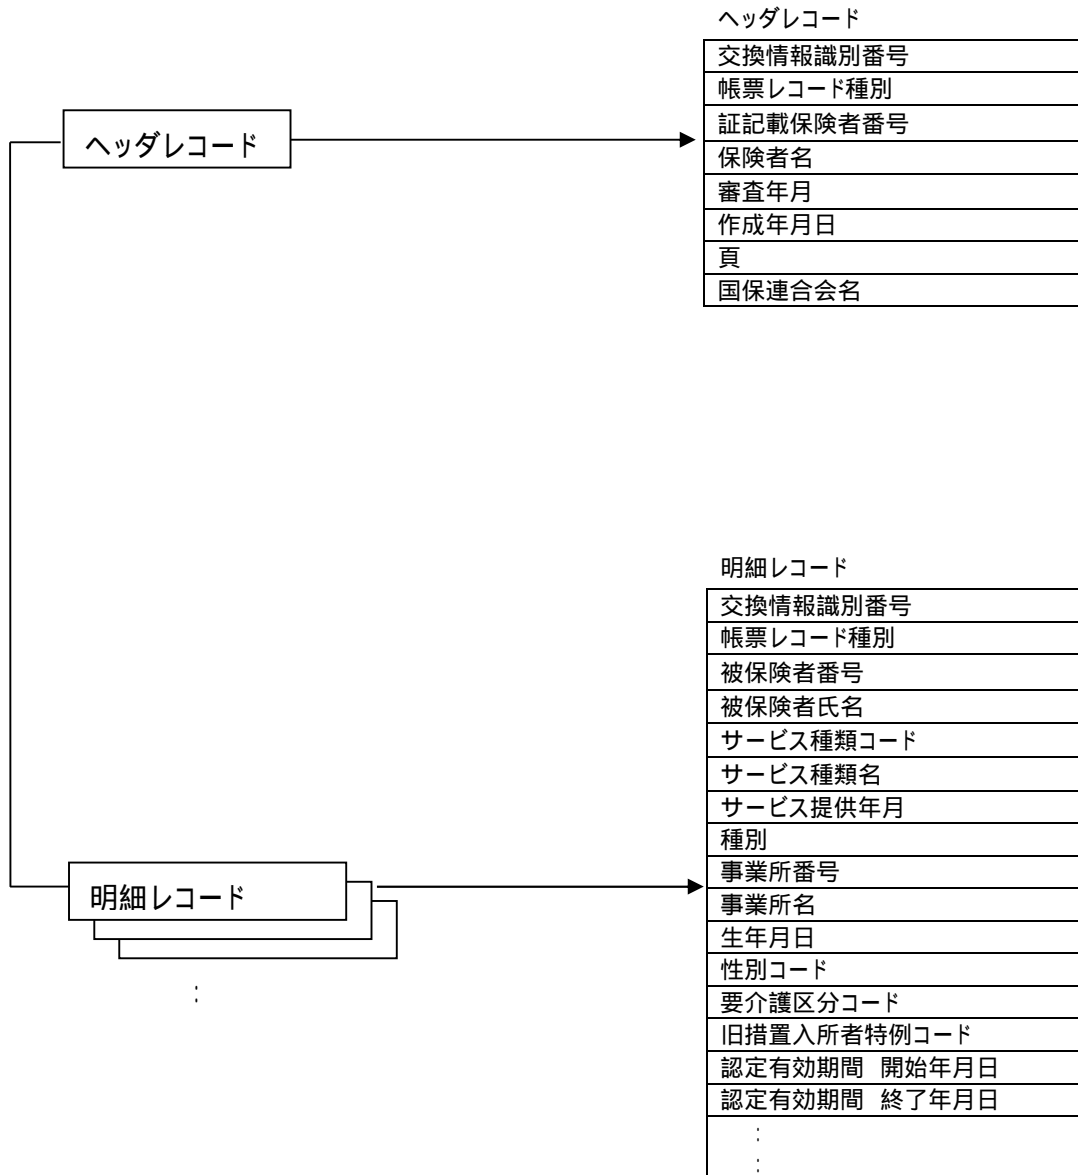 ヘッダレコード
ヘッダレコード
交換情報識別番号
帳票レコード種別
証記載保険者番号
保険者名
審査年月
作成年月日
頁
国保連合会名
明細レコード
:
明細レコード
交換情報識別番号
帳票レコード種別
被保険者番号
被保険者氏名
サービス種類コード
サービス種類名
サービス提供年月
種別
事業所番号
事業所名
生年月日
性別コード
要介護区分コード
旧措置入所者特例コード
認定有効期間 開始年月日
認定有効期間 終了年月日
:
: